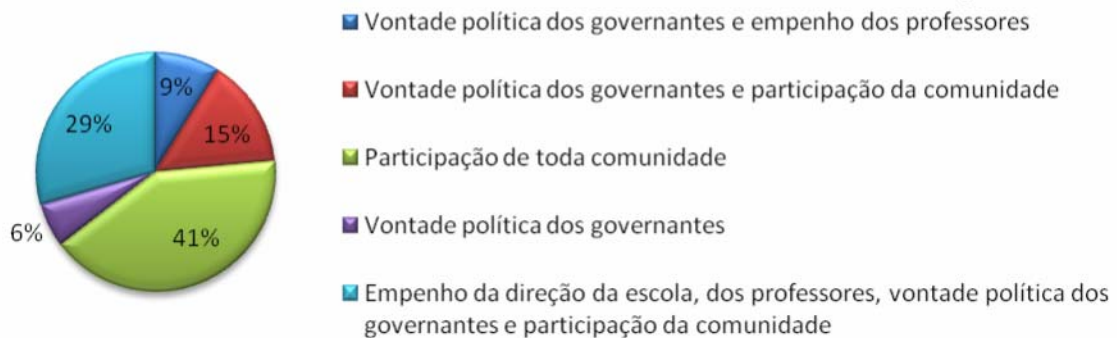 Vontade política dos governantes e empenho dos professores
9%
29%
Vontade política dos governantes e participação da comunidade
15%
Participação de toda comunidade
6%
41%
Vontade política dos governantes
Empenho da direção da escola, dos professores, vontade política dos
governantes e participação da comunidade